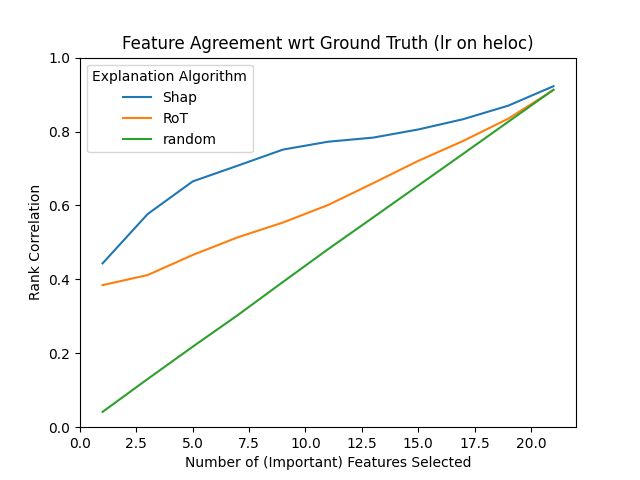 Feature Agreement wrt Ground Truth (lr on heloc)
Explanation Algorithm
Shap
RoT
random
Rank Correlation
1.0
0.8
0.6
0.4
0.2
0.0
0.0 2.5 5.0 7.5 10.0 12.5 15.0 17.5 20.0
Number of (Important) Features Selected